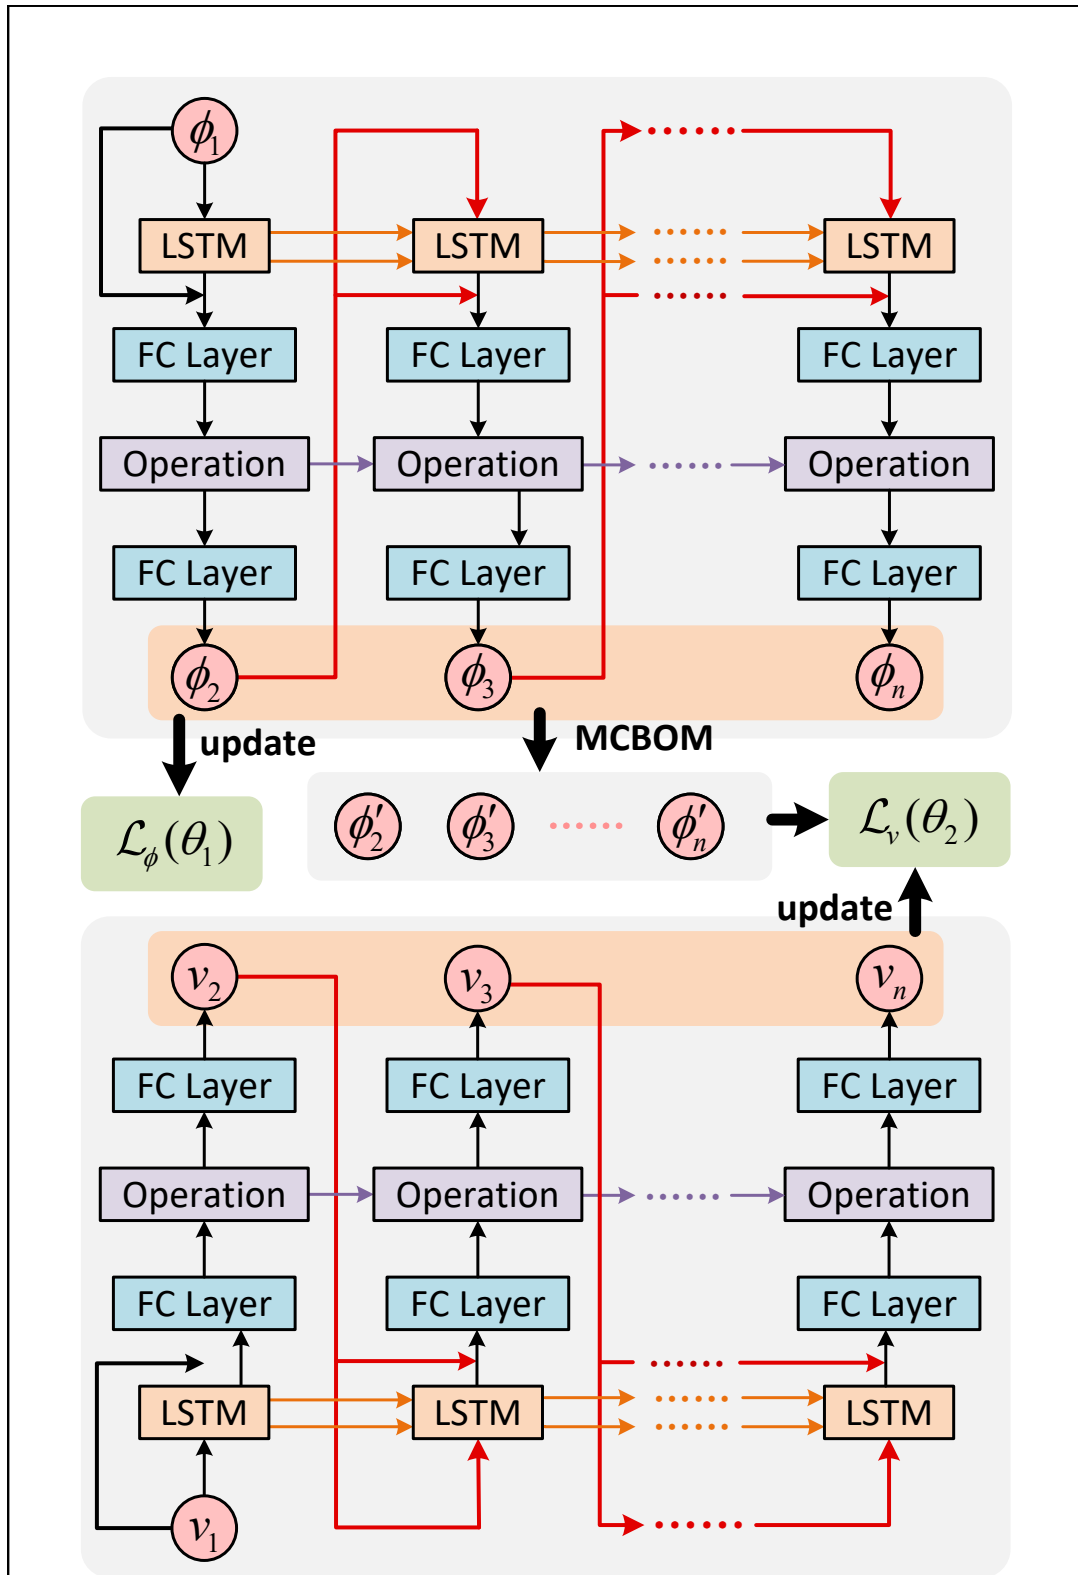 ϕ₁
LSTM LSTM ...... LSTM
FC Layer FC Layer FC Layer
Operation Operation ...... Operation
FC Layer FC Layer FC Layer
ϕ₂ ϕ₃ ϕₙ
update MCBOM
ϕ′₂ ϕ′₃ ...... ϕ′ₙ
ℒ_ϕ(θ₁) ℒ_v(θ₂)
update
v₂ v₃ vₙ
FC Layer FC Layer FC Layer
Operation Operation ...... Operation
FC Layer FC Layer FC Layer
LSTM LSTM ...... LSTM
v₁